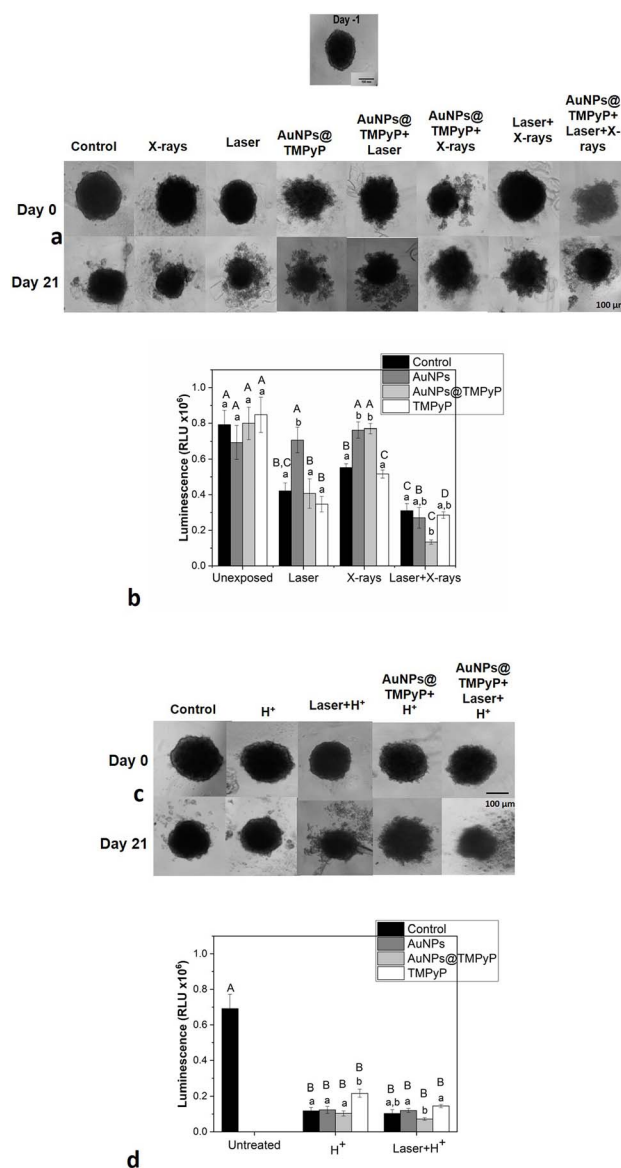 Day -1
Control
X-rays
Laser
AuNPs@
TMPyP
AuNPs@
TMPyP+
Laser
AuNPs@
TMPyP+
X-rays
Laser+
X-rays
AuNPs@
TMPyP+
Laser+X-
rays
Day 0
a
Day 21
100 µm
Control
AuNPs
AuNPs@TMPyP
TMPyP
Luminescence (RLU x10⁶)
1.0
0.8
0.6
0.4
0.2
0.0
A A A A
a a a a
B,C A B B
a b a a
B A A C
a b b a
C B C D
a a,b b a,b
Unexposed Laser X-rays Laser+X-rays
b
Control
H⁺
Laser+H⁺
AuNPs@
TMPyP+
H⁺
AuNPs@
TMPyP+
Laser+
H⁺
Day 0
c
100 µm
Day 21
Control
AuNPs
AuNPs@TMPyP
TMPyP
Luminescence (RLU x10⁶)
1.0
0.8
0.6
0.4
0.2
0.0
A
B B B B
a a a b
B B B B
a,b a b a
Untreated H⁺ Laser+H⁺
d